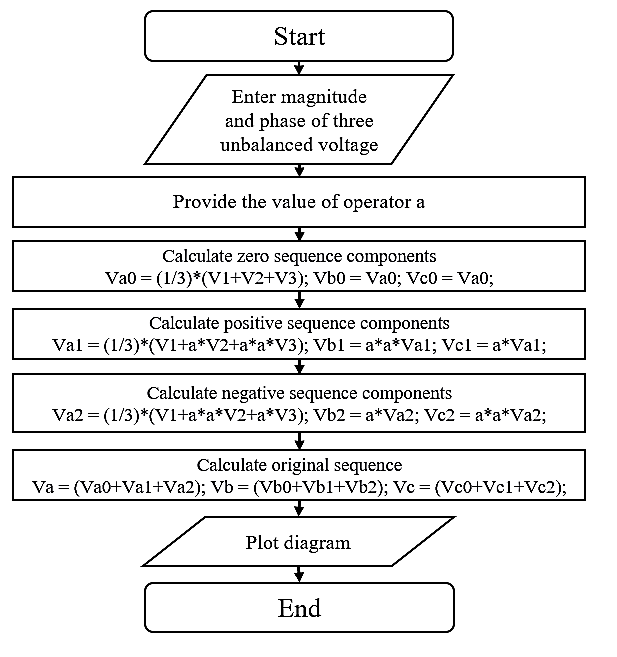 Start
Enter magnitude
and phase of three
unbalanced voltage
Provide the value of operator a
Calculate zero sequence components
Va0 = (1/3)*(V1+V2+V3); Vb0 = Va0; Vc0 = Va0;
Calculate positive sequence components
Va1 = (1/3)*(V1+a*V2+a*a*V3); Vb1 = a*a*Va1; Vc1 = a*Va1;
Calculate negative sequence components
Va2 = (1/3)*(V1+a*a*V2+a*V3); Vb2 = a*Va2; Vc2 = a*a*Va2;
Calculate original sequence
Va = (Va0+Va1+Va2); Vb = (Vb0+Vb1+Vb2); Vc = (Vc0+Vc1+Vc2);
Plot diagram
End